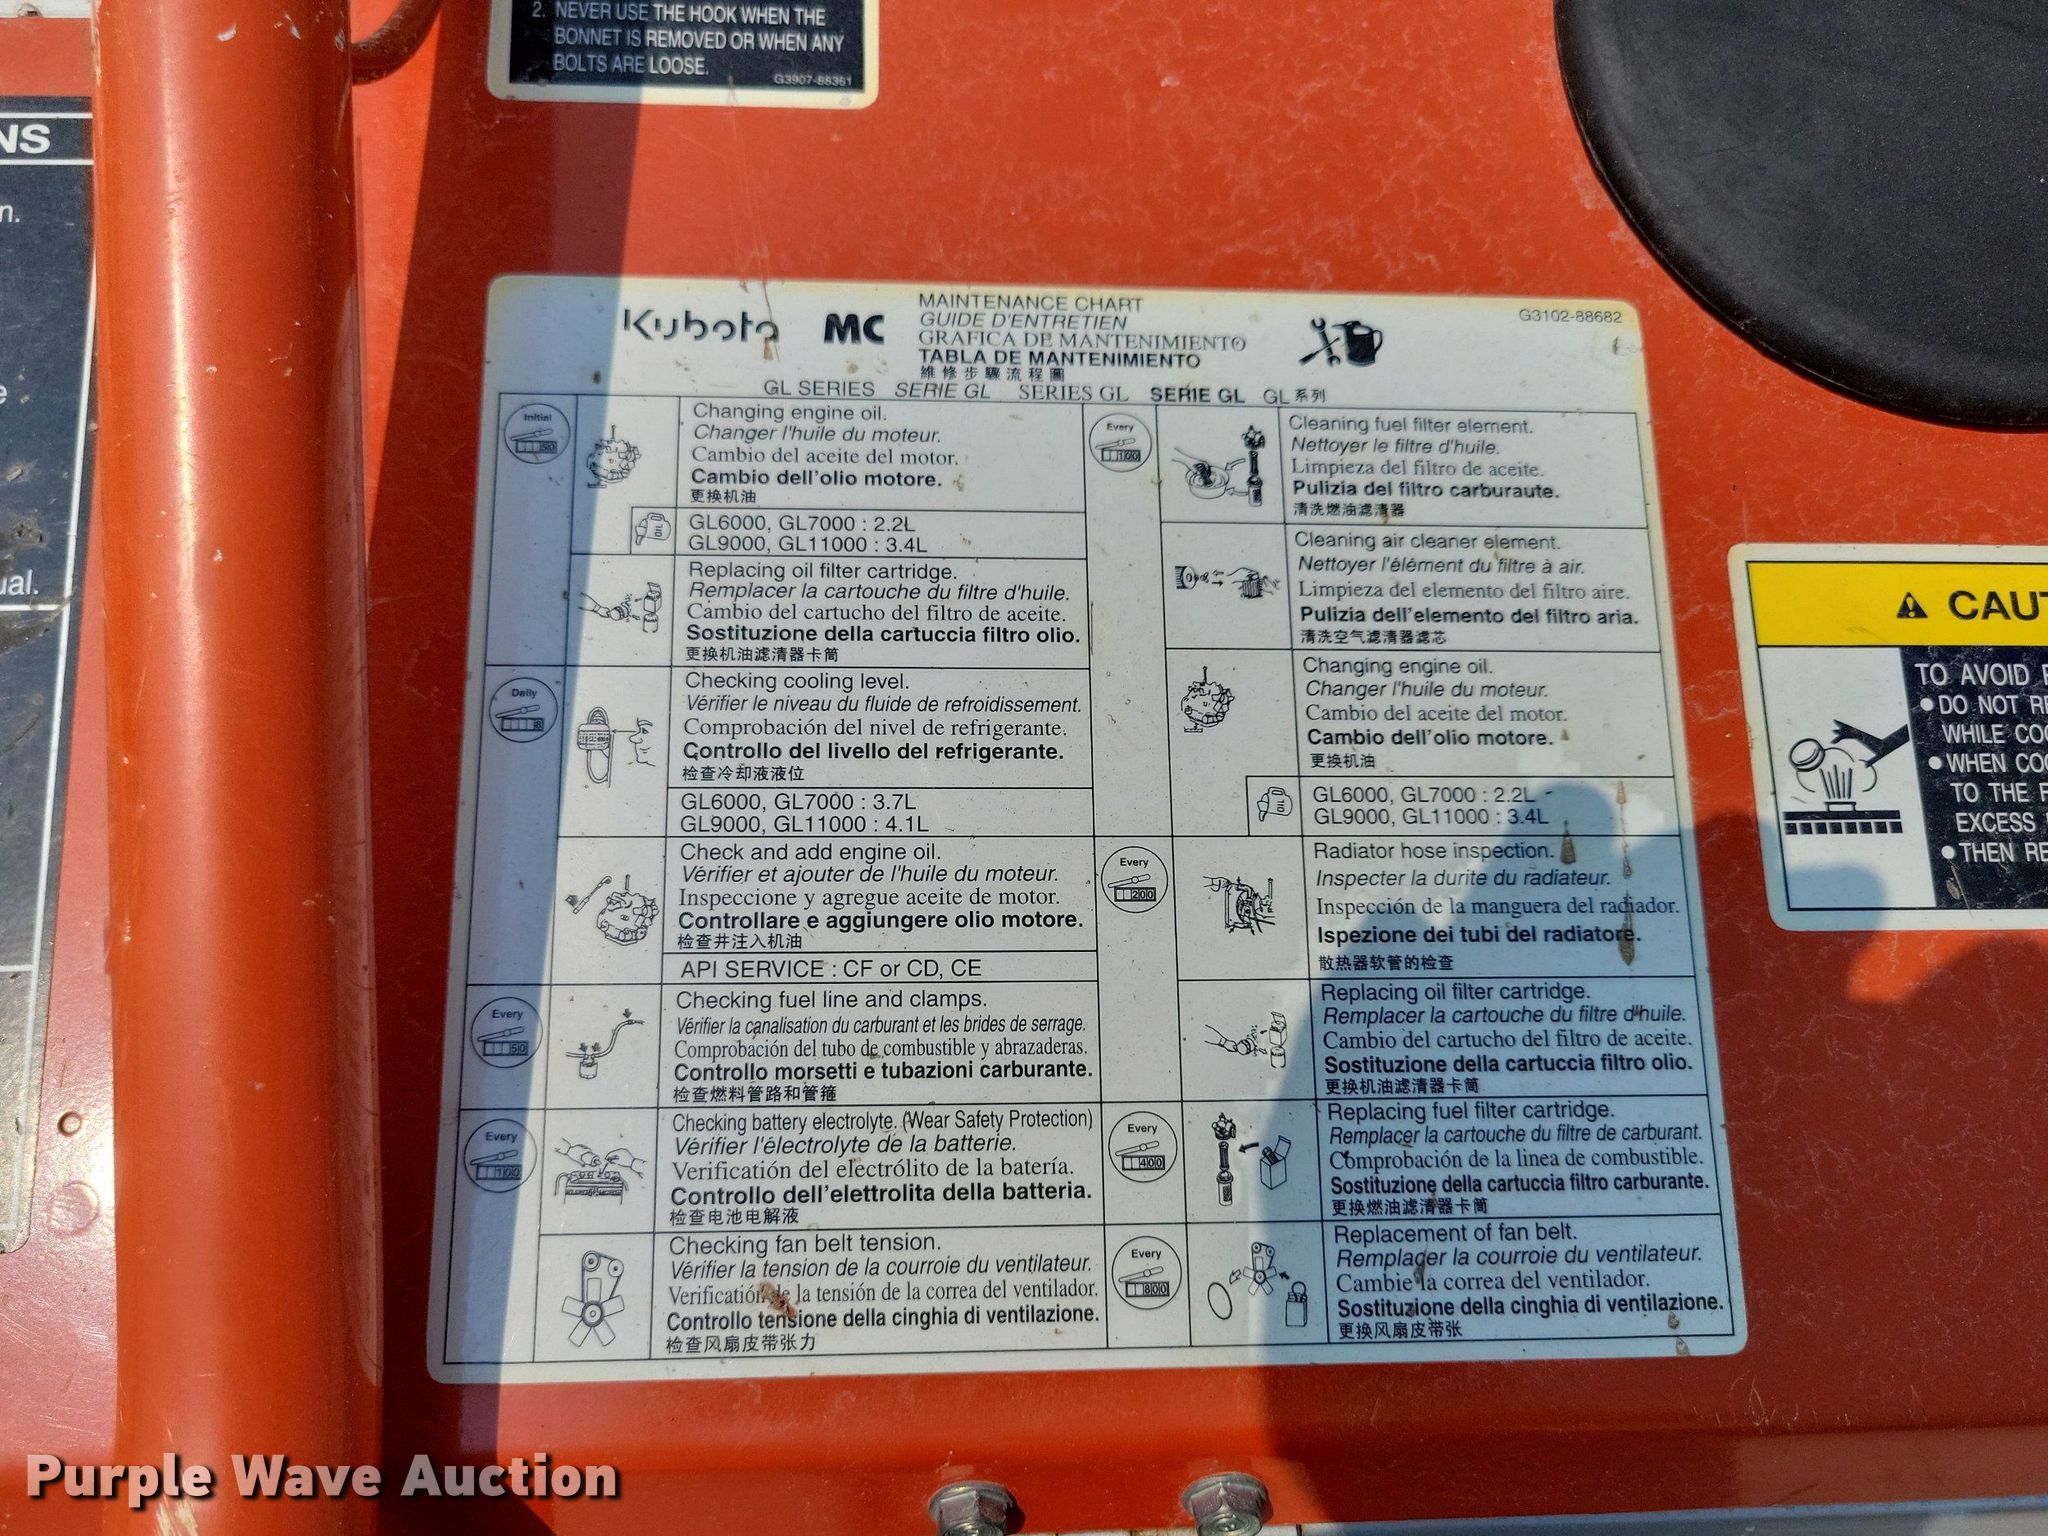 2. NEVER USE THE HOOK WHEN THE
BONNET IS REMOVED OR WHEN ANY
BOLTS ARE LOOSE.
G3907-88361
NS
n.
ual.
Kubota MC
MAINTENANCE CHART
GUIDE D'ENTRETIEN
GRAFICA DE MANTENIMIENTO
TABLA DE MANTENIMIENTO
維修步驟流程圖
G3102-88682
GL SERIES SERIE GL SERIES GL SERIE GL GL系列
Initial
50
Changing engine oil.
Changer l'huile du moteur.
Cambio del aceite del motor.
Cambio dell'olio motore.
更换机油
OIL
GL6000, GL7000 : 2.2L
GL9000, GL11000 : 3.4L
Replacing oil filter cartridge.
Remplacer la cartouche du filtre d'huile.
Cambio del cartucho del filtro de aceite.
Sostituzione della cartuccia filtro olio.
更换机油滤清器卡筒
Daily
8
Checking cooling level.
Vérifier le niveau du fluide de refroidissement.
Comprobación del nivel de refrigerante.
Controllo del livello del refrigerante.
检查冷却液液位
GL6000, GL7000 : 3.7L
GL9000, GL11000 : 4.1L
Check and add engine oil.
Vérifier et ajouter de l'huile du moteur.
Inspeccione y agregue aceite de motor.
Controllare e aggiungere olio motore.
检查并注入机油
API SERVICE : CF or CD, CE
Every
50
Checking fuel line and clamps.
Vérifier la canalisation du carburant et les brides de serrage.
Comprobación del tubo de combustible y abrazaderas.
Controllo morsetti e tubazioni carburante.
检查燃料管路和管箍
Every
100
Checking battery electrolyte. (Wear Safety Protection)
Vérifier l'électrolyte de la batterie.
Verificatión del electrólito de la batería.
Controllo dell'elettrolita della batteria.
检查电池电解液
Checking fan belt tension.
Vérifier la tension de la courroie du ventilateur.
Verificatión de la tensión de la correa del ventilador.
Controllo tensione della cinghia di ventilazione.
检查风扇皮带张力
Every
100
Cleaning fuel filter element.
Nettoyer le filtre d'huile.
Limpieza del filtro de aceite.
Pulizia del filtro carburaute.
清洗燃油滤清器
Cleaning air cleaner element.
Nettoyer l'élément du filtre à air.
Limpieza del elemento del filtro aire.
Pulizia dell'elemento del filtro aria.
清洗空气滤清器滤芯
Changing engine oil.
Changer l'huile du moteur.
Cambio del aceite del motor.
Cambio dell'olio motore.
更换机油
OIL
GL6000, GL7000 : 2.2L
GL9000, GL11000 : 3.4L
Every
200
Radiator hose inspection.
Inspecter la durite du radiateur.
Inspección de la manguera del radiador.
Ispezione dei tubi del radiatore.
散热器软管的检查
Replacing oil filter cartridge.
Remplacer la cartouche du filtre d'huile.
Cambio del cartucho del filtro de aceite.
Sostituzione della cartuccia filtro olio.
更换机油滤清器卡筒
Every
400
Replacing fuel filter cartridge.
Remplacer la cartouche du filtre de carburant.
Comprobación de la linea de combustible.
Sostituzione della cartuccia filtro carburante.
更换燃油滤清器卡筒
Every
800
Replacement of fan belt.
Remplager la courroie du ventilateur.
Cambie la correa del ventilador.
Sostituzione della cinghia di ventilazione.
更换风扇皮带张
CAUT
TO AVOID
DO NOT RE
WHILE COO
WHEN COO
TO THE
EXCESS
THEN RE
Purple Wave Auction